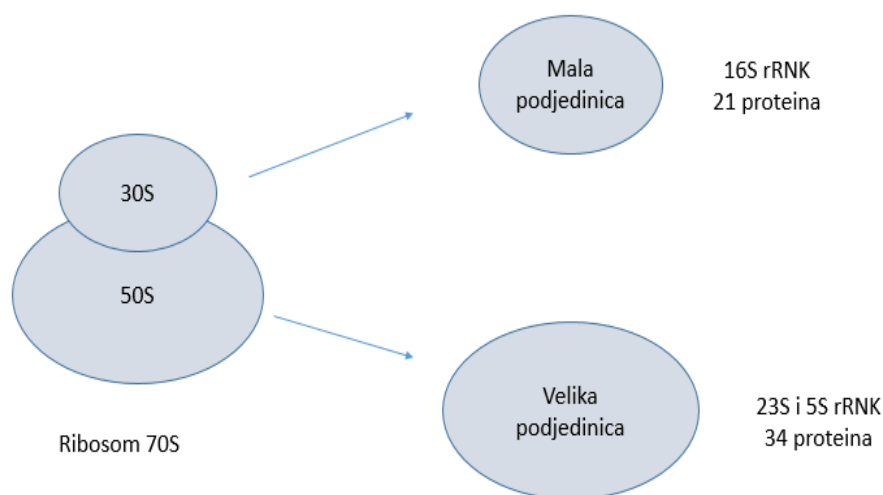 30S
50S
Ribosom 70S
Mala
podjedinica
16S rRNK
21 proteina
Velika
podjedinica
23S i 5S rRNK
34 proteina